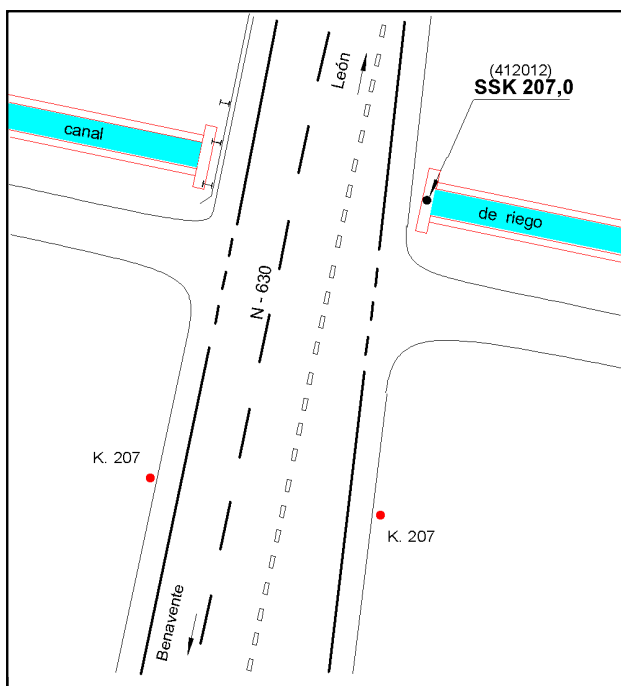 León
(412012)
SSK 207,0
canal
de riego
N - 630
K. 207
K. 207
Benavente